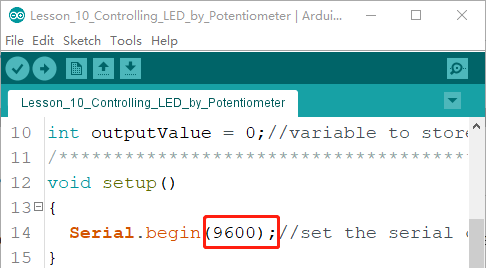 Lesson_10_Controlling_LED_by_Potentiometer | Ardui...
File Edit Sketch Tools Help
Lesson_10_Controlling_LED_by_Potentiometer
10 int outputValue = 0;//variable to store
11 /******************************************
12 void setup()
13 {
14 Serial.begin(9600);//set the serial
15 }